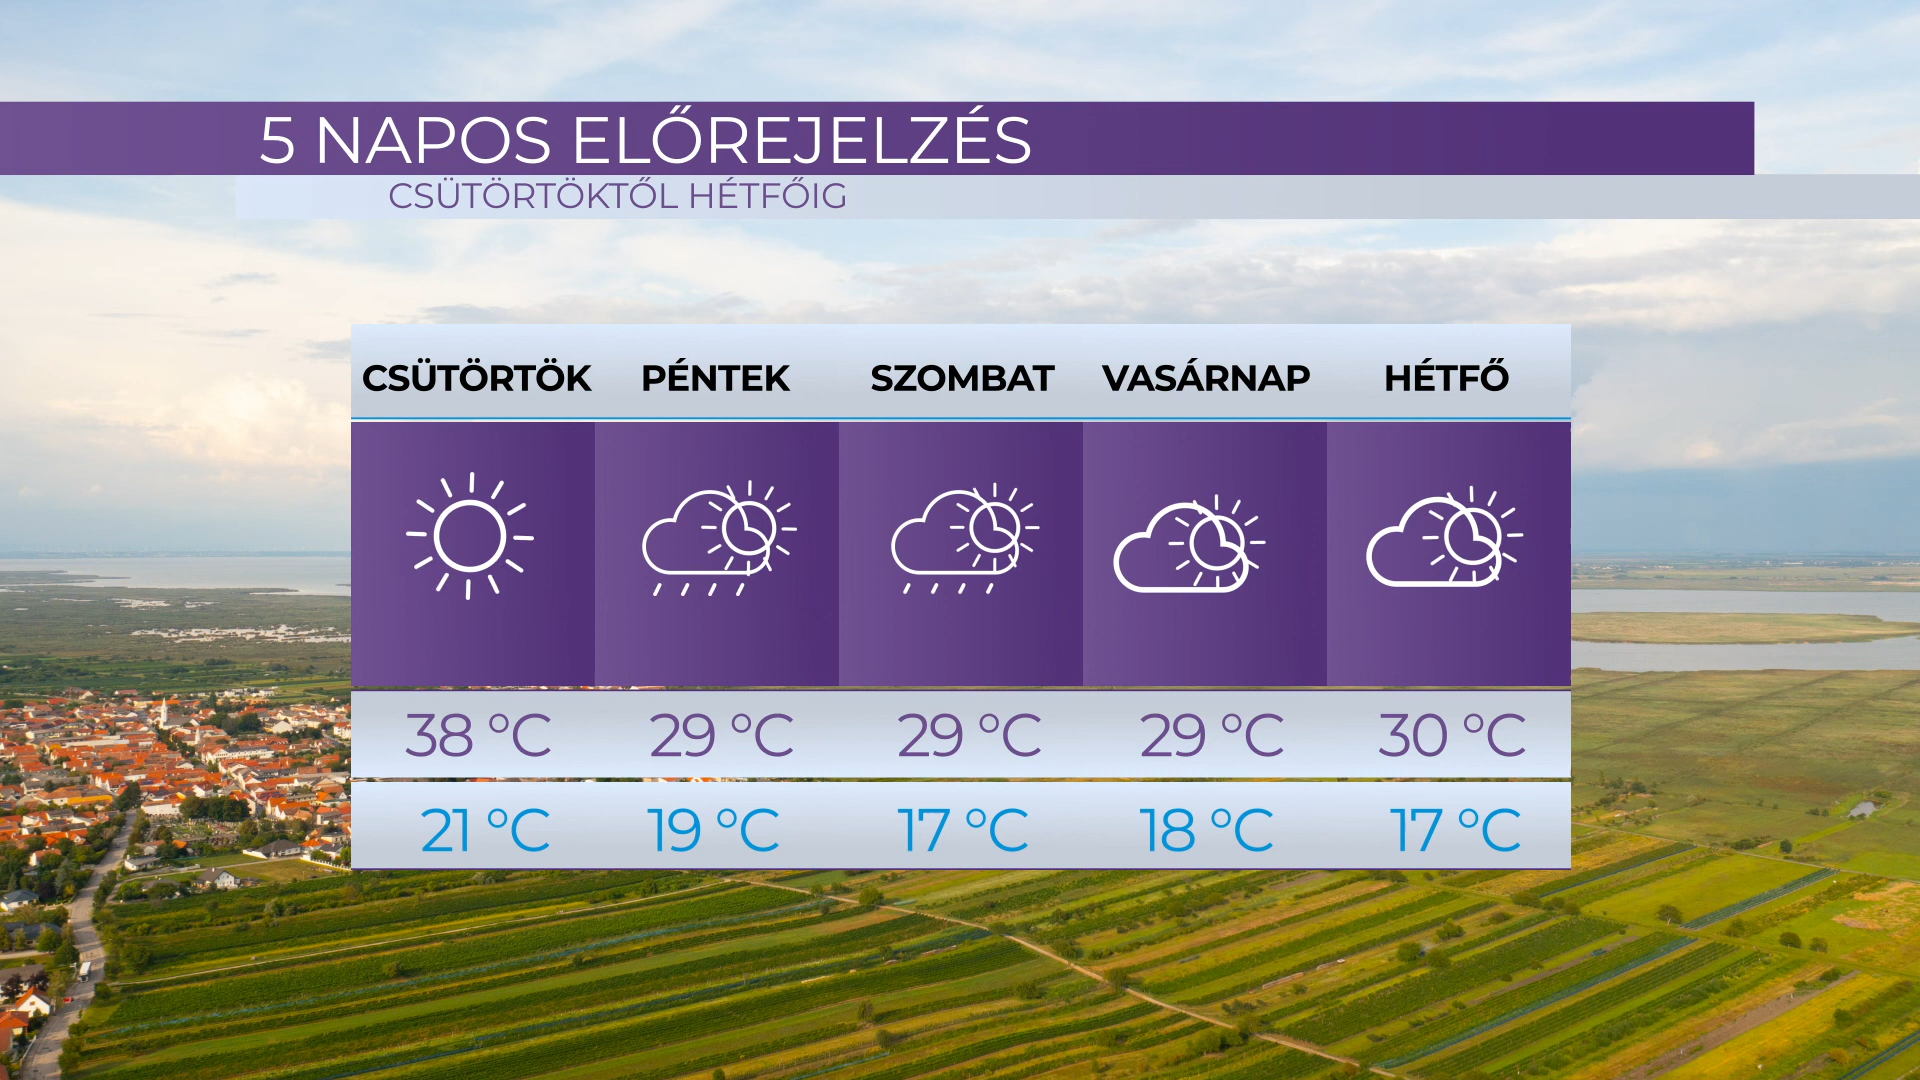 5 NAPOS ELŐREJELZÉS
CSÜTÖRTÖKTŐL HÉTFŐIG
CSÜTÖRTÖK PÉNTEK SZOMBAT VASÁRNAP HÉTFŐ
38 °C 29 °C 29 °C 29 °C 30 °C
21 °C 19 °C 17 °C 18 °C 17 °C